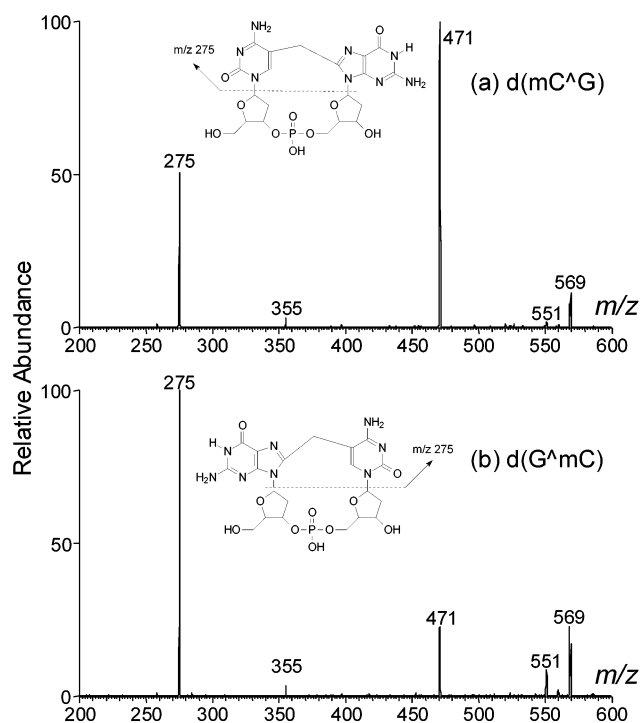 Relative Abundance
100
50
0
200 250 300 350 400 450 500 550 600
m/z
(a) d(mC^G)
275
355
471
551
569
m/z 275
NH₂
N
O
N
N
N
O
N
H
NH₂
O
O
HO
O
O
P
O
OH
OH
100
50
0
200 250 300 350 400 450 500 550 600
m/z
(b) d(G^mC)
275
355
471
551
569
m/z 275
O
H
N
H₂N
N
N
N
NH₂
N
N
O
O
O
HO
O
O
P
O
OH
OH